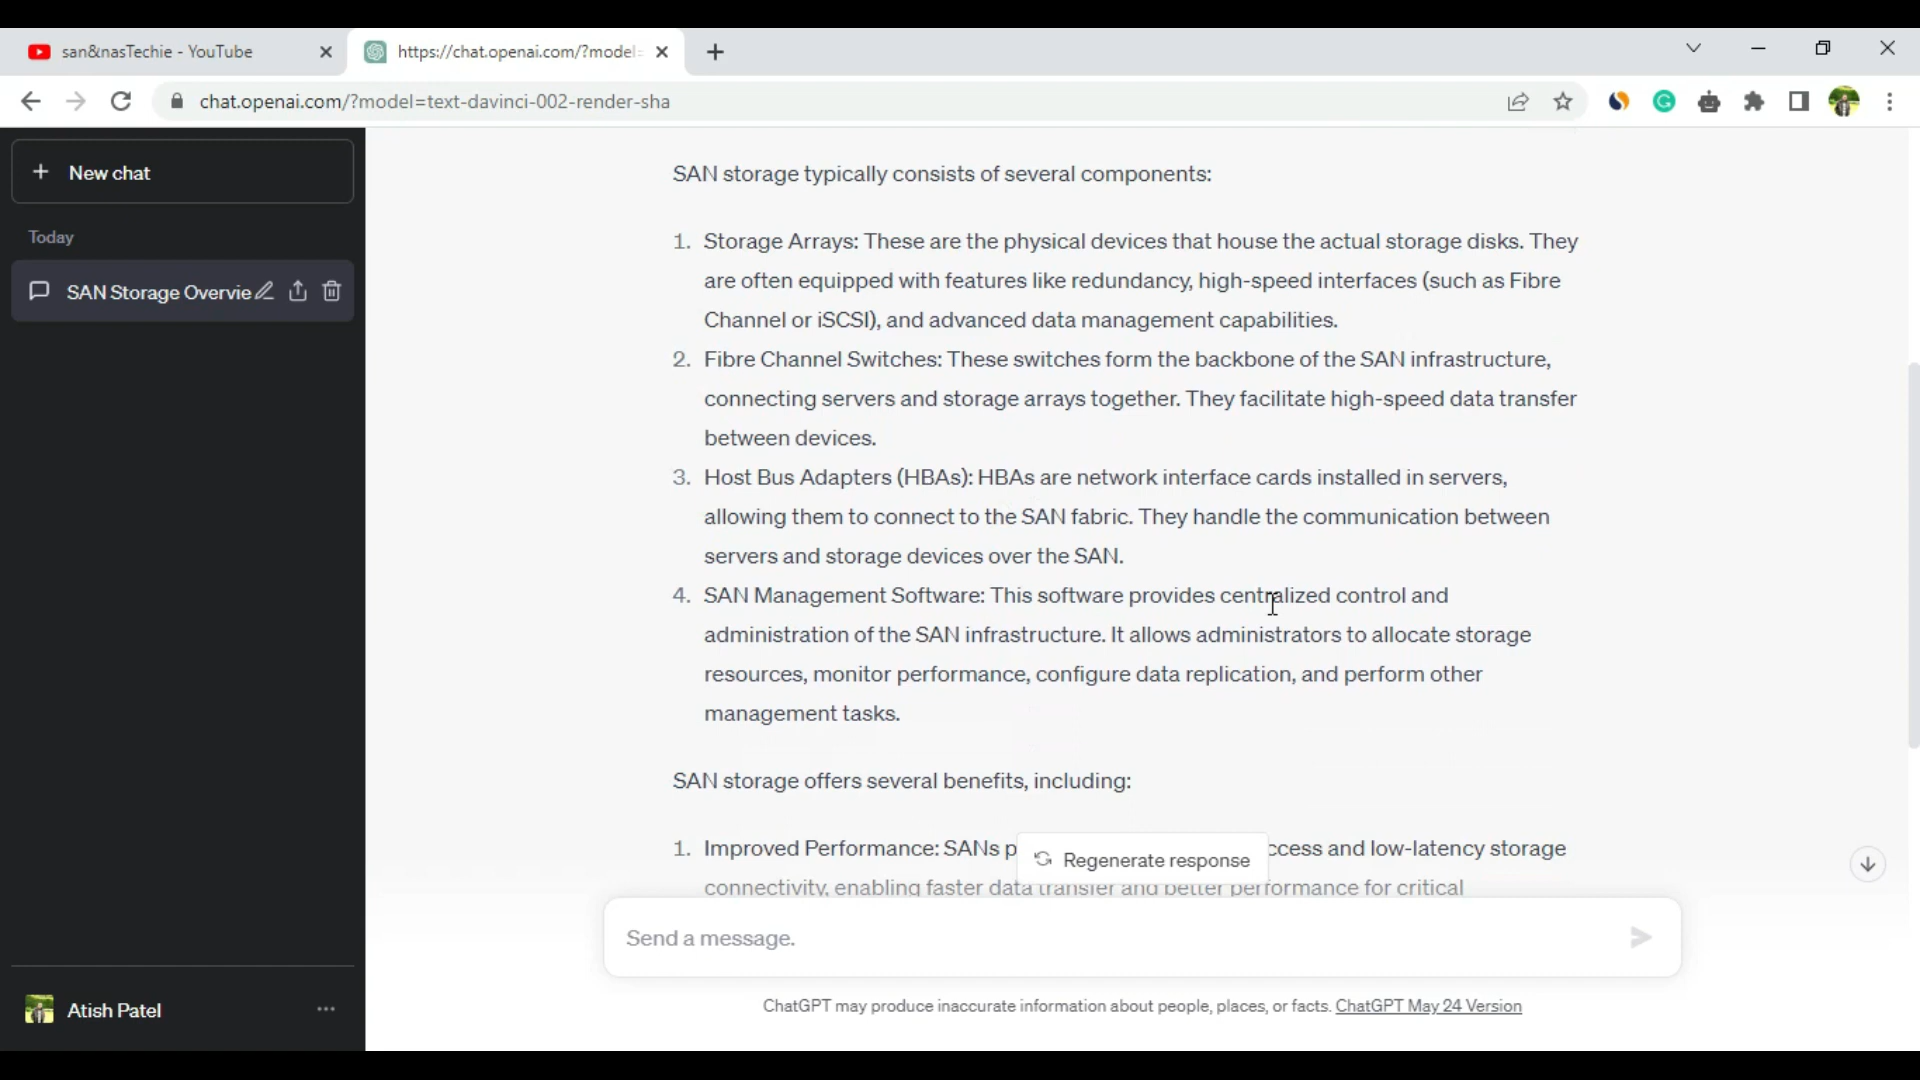 san&nasTechie - YouTube
https://chat.openai.com/?model=
chat.openai.com/?model=text-davinci-002-render-sha
New chat
Today
SAN Storage Overvie
Atish Patel
SAN storage typically consists of several components:
1. Storage Arrays: These are the physical devices that house the actual storage disks. They
are often equipped with features like redundancy, high-speed interfaces (such as Fibre
Channel or iSCSI), and advanced data management capabilities.
2. Fibre Channel Switches: These switches form the backbone of the SAN infrastructure,
connecting servers and storage arrays together. They facilitate high-speed data transfer
between devices.
3. Host Bus Adapters (HBAs): HBAs are network interface cards installed in servers,
allowing them to connect to the SAN fabric. They handle the communication between
servers and storage devices over the SAN.
4. SAN Management Software: This software provides centralized control and
administration of the SAN infrastructure. It allows administrators to allocate storage
resources, monitor performance, configure data replication, and perform other
management tasks.
SAN storage offers several benefits, including:
1. Improved Performance: SANs p ccess and low-latency storage
Regenerate response
connectivity, enabling faster data transfer and better performance for critical
Send a message.
ChatGPT may produce inaccurate information about people, places, or facts. ChatGPT May 24 Version